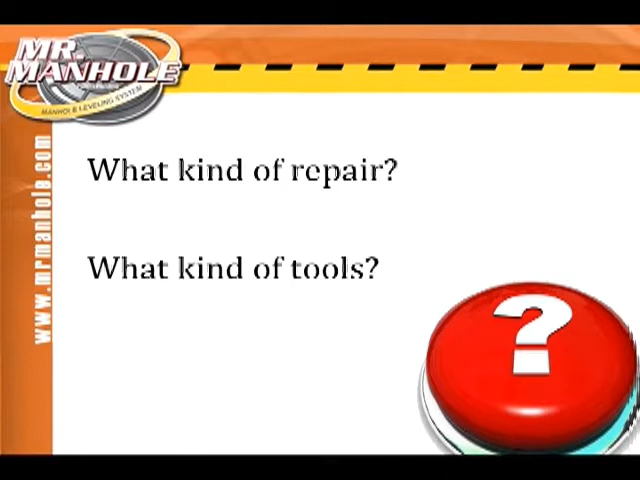 MR.
MANHOLE
MANHOLE LEVELING SYSTEM
www.mrmanhole.com
What kind of repair?
What kind of tools?
?